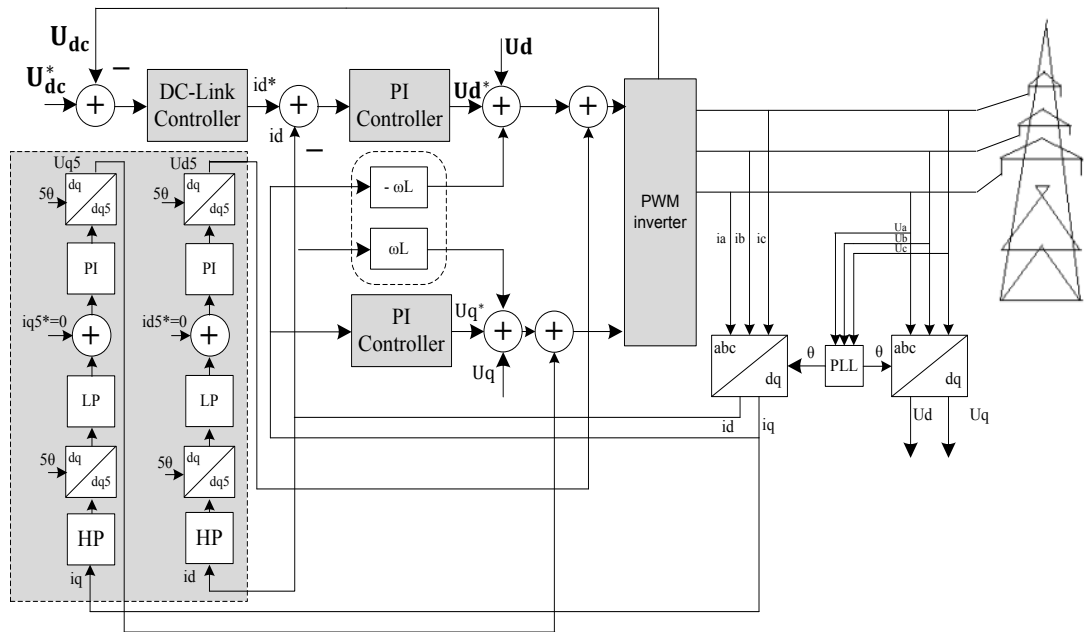 U_dc
U*_dc
−
DC-Link
Controller
id*
id
−
PI
Controller
Ud*
Ud
- ωL
ωL
PI
Controller
Uq*
Uq
PWM
inverter
ia ib ic
Ua
Ub
Uc
abc
dq
θ
PLL
θ
abc
dq
id
iq
Ud
Uq
Uq5
5θ
dq
dq5
PI
iq5*=0
LP
5θ
dq
dq5
HP
iq
Ud5
5θ
dq
dq5
PI
id5*=0
LP
5θ
dq
dq5
HP
id